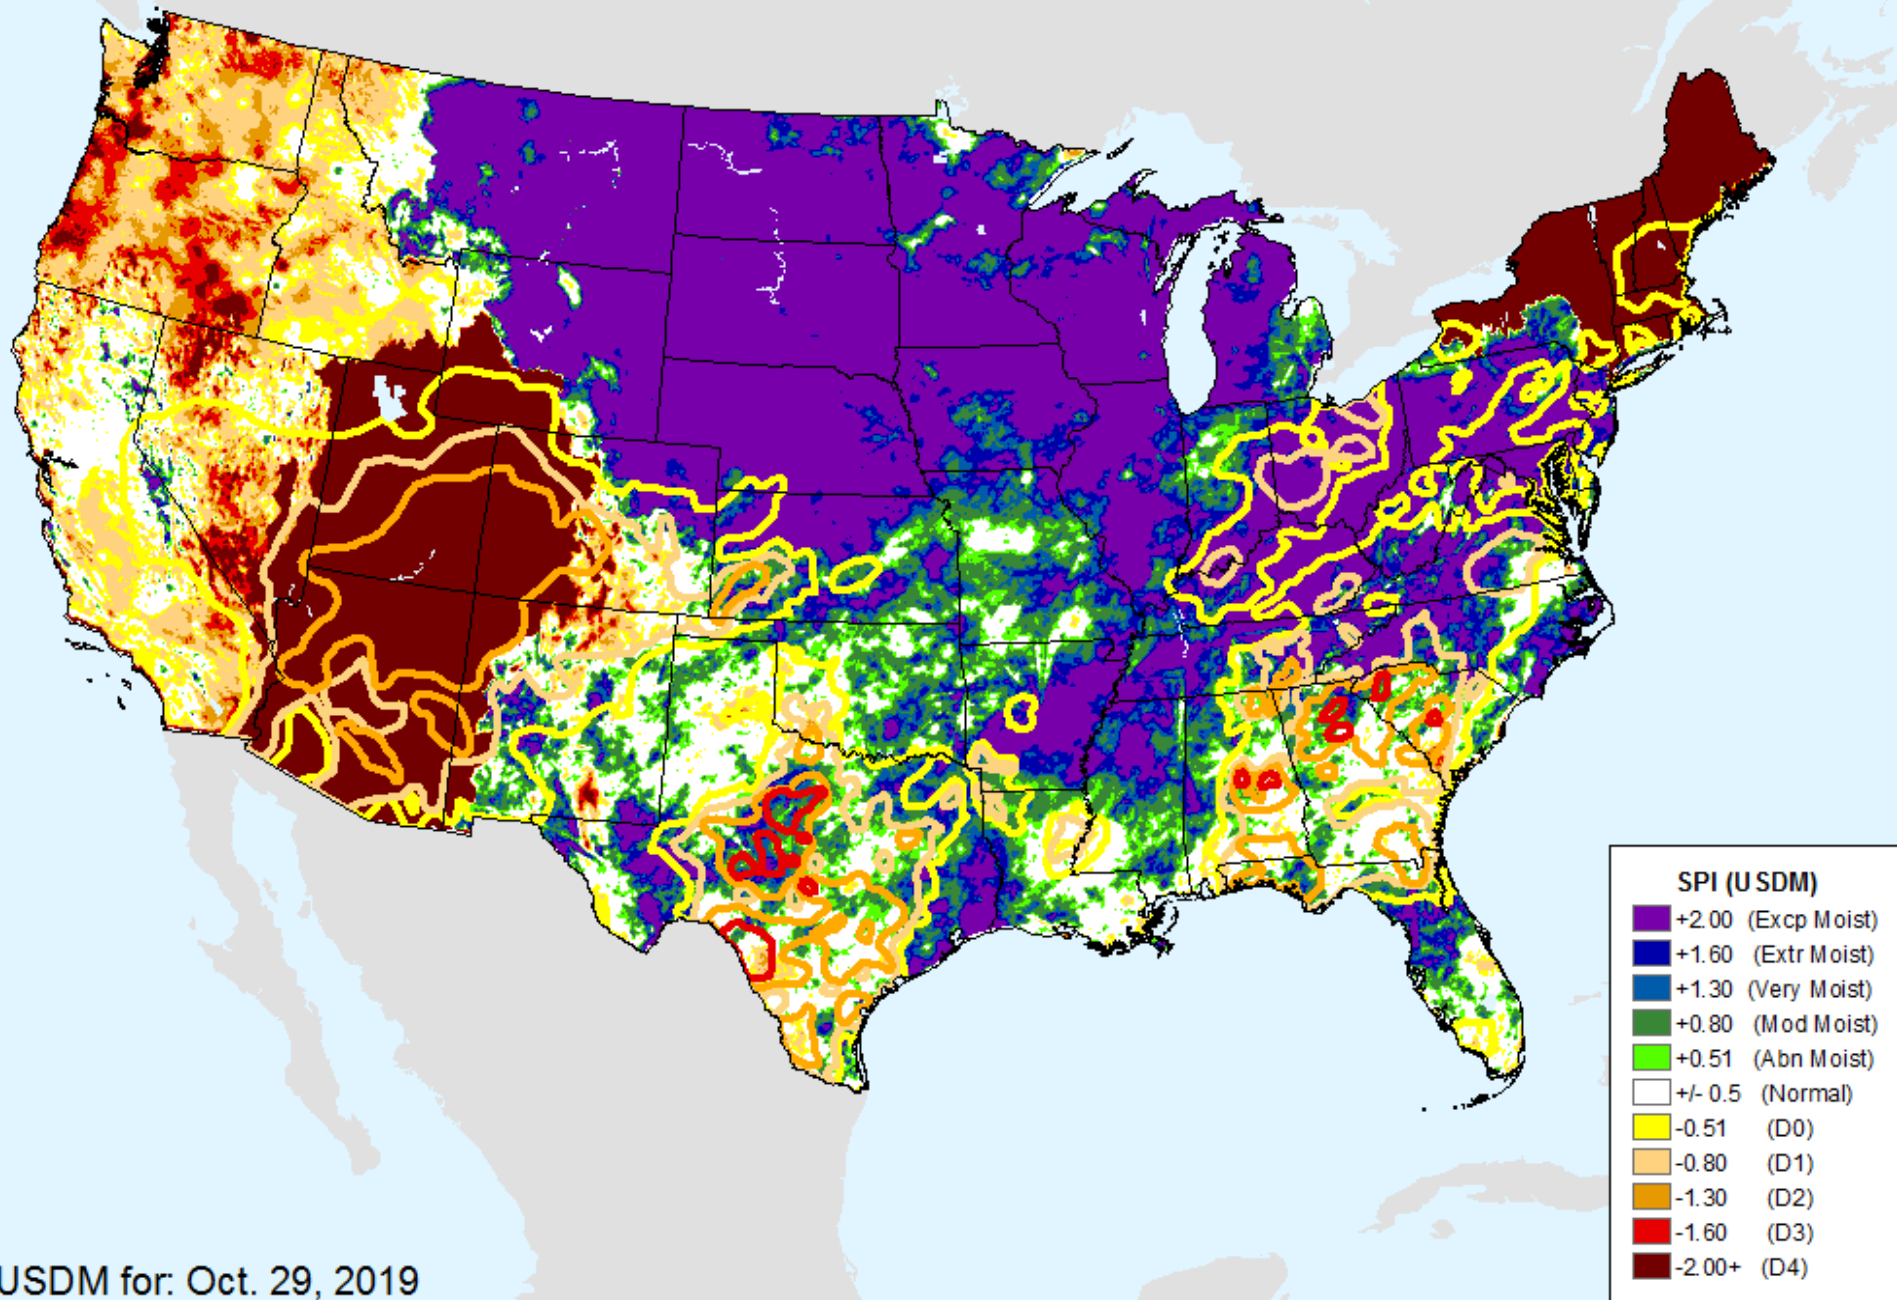 SPI (USDM)
+2.00 (Excp Moist)
+1.60 (Extr Moist)
+1.30 (Very Moist)
+0.80 (Mod Moist)
+0.51 (Abn Moist)
+/- 0.5 (Normal)
-0.51 (D0)
-0.80 (D1)
-1.30 (D2)
-1.60 (D3)
-2.00+ (D4)
USDM for: Oct. 29, 2019